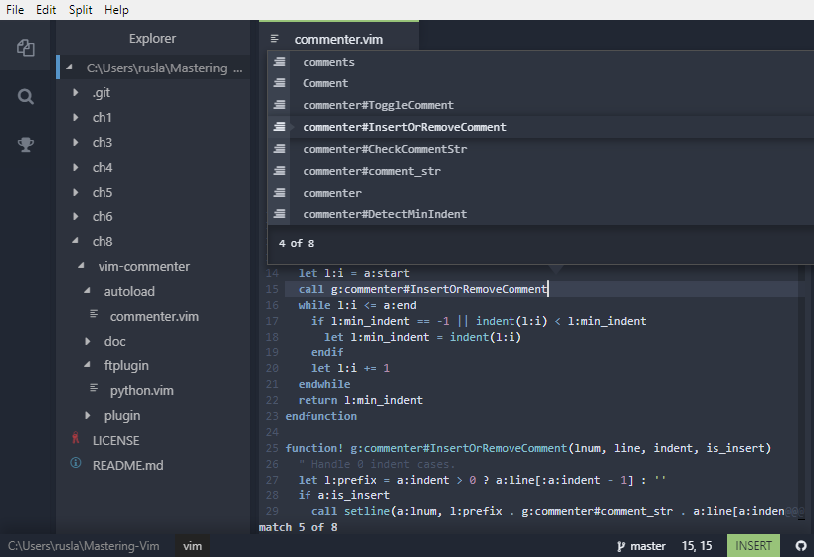 File Edit Split Help
Explorer
C:\Users\rusla\Mastering ...
.git
ch1
ch3
ch4
ch5
ch6
ch8
vim-commenter
autoload
commenter.vim
doc
ftplugin
python.vim
plugin
LICENSE
README.md
commenter.vim
comments
Comment
commenter#ToggleComment
commenter#InsertOrRemoveComment
commenter#CheckCommentStr
commenter#comment_str
commenter
commenter#DetectMinIndent
4 of 8
14 let l:i = a:start
15 call g:commenter#InsertOrRemoveComment
16 while l:i <= a:end
17 if l:min_indent == -1 || indent(l:i) < l:min_indent
18 let l:min_indent = indent(l:i)
19 endif
20 let l:i += 1
21 endwhile
22 return l:min_indent
23 endfunction
24
25 function! g:commenter#InsertOrRemoveComment(lnum, line, indent, is_insert)
26 " Handle 0 indent cases.
27 let l:prefix = a:indent > 0 ? a:line[:a:indent - 1] : ''
28 if a:is_insert
29 call setline(a:lnum, l:prefix . g:commenter#comment_str . a:line[a:inden@@@
match 5 of 8
C:\Users\rusla\Mastering-Vim vim master 15, 15 INSERT